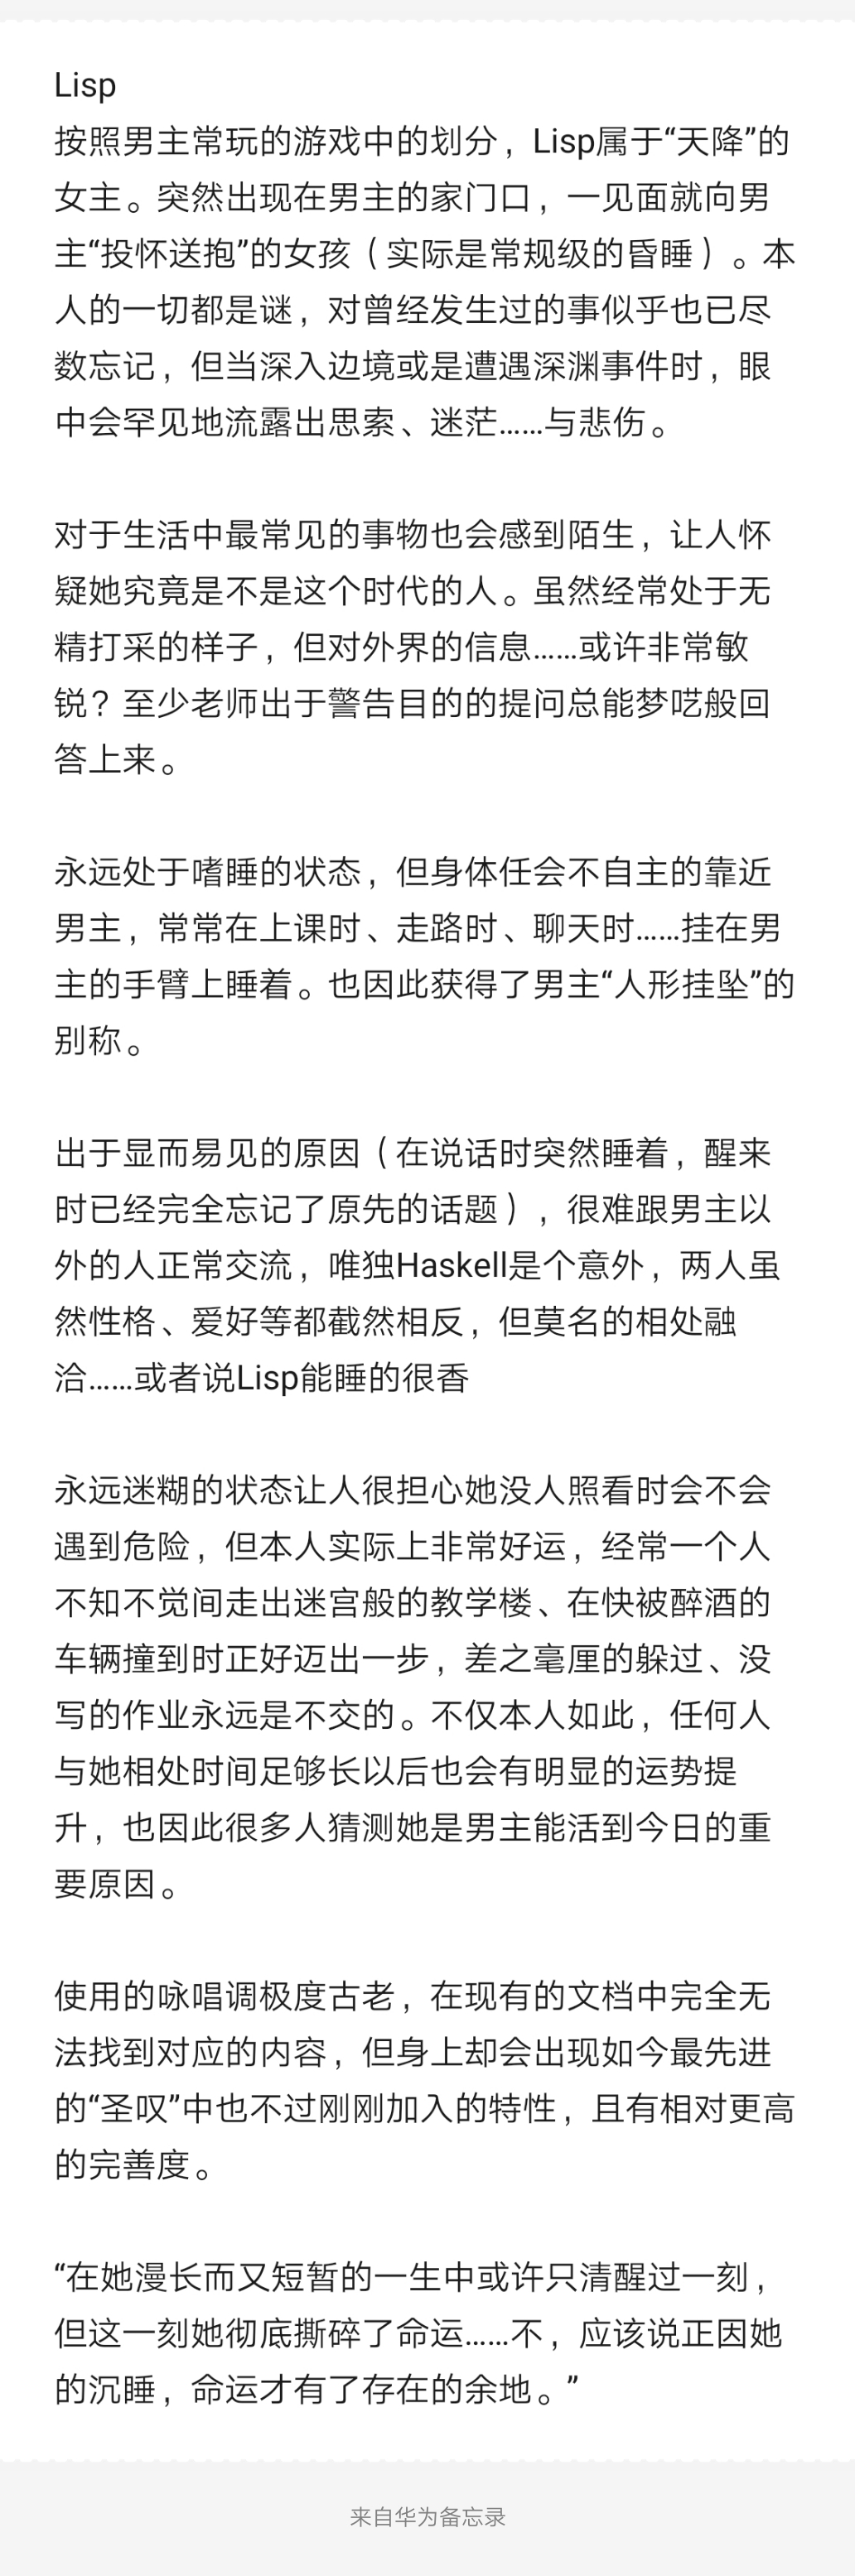 Lisp
按照男主常玩的游戏中的划分，Lisp属于“天降”的
女主。突然出现在男主的家门口，一见面就向男
主“投怀送抱”的女孩（实际是常规级的昏睡）。本
人的一切都是谜，对曾经发生过的事似乎也已尽
数忘记，但当深入边境或是遭遇深渊事件时，眼
中会罕见地流露出思索、迷茫……与悲伤。
对于生活中最常见的事物也会感到陌生，让人怀
疑她究竟是不是这个时代的人。虽然经常处于无
精打采的样子，但对外界的信息……或许非常敏
锐？至少老师出于警告目的的提问总能梦呓般回
答上来。
永远处于嗜睡的状态，但身体任会不自主的靠近
男主，常常在上课时、走路时、聊天时……挂在男
主的手臂上睡着。也因此获得了男主“人形挂坠”的
别称。
出于显而易见的原因（在说话时突然睡着，醒来
时已经完全忘记了原先的话题），很难跟男主以
外的人正常交流，唯独Haskell是个意外，两人虽
然性格、爱好等都截然相反，但莫名的相处融
洽……或者说Lisp能睡的很香
永远迷糊的状态让人很担心她没人照看时会不会
遇到危险，但本人实际上非常好运，经常一个人
不知不觉间走出迷宫般的教学楼、在快被醉酒的
车辆撞到时正好迈出一步，差之毫厘的躲过、没
写的作业永远是不交的。不仅本人如此，任何人
与她相处时间足够长以后也会有明显的运势提
升，也因此很多人猜测她是男主能活到今日的重
要原因。
使用的咏唱调极度古老，在现有的文档中完全无
法找到对应的内容，但身上却会出现如今最先进
的“圣叹”中也不过刚刚加入的特性，且有相对更高
的完善度。
“在她漫长而又短暂的一生中或许只清醒过一刻，
但这一刻她彻底撕碎了命运……不，应该说正因她
的沉睡，命运才有了存在的余地。”
来自华为备忘录